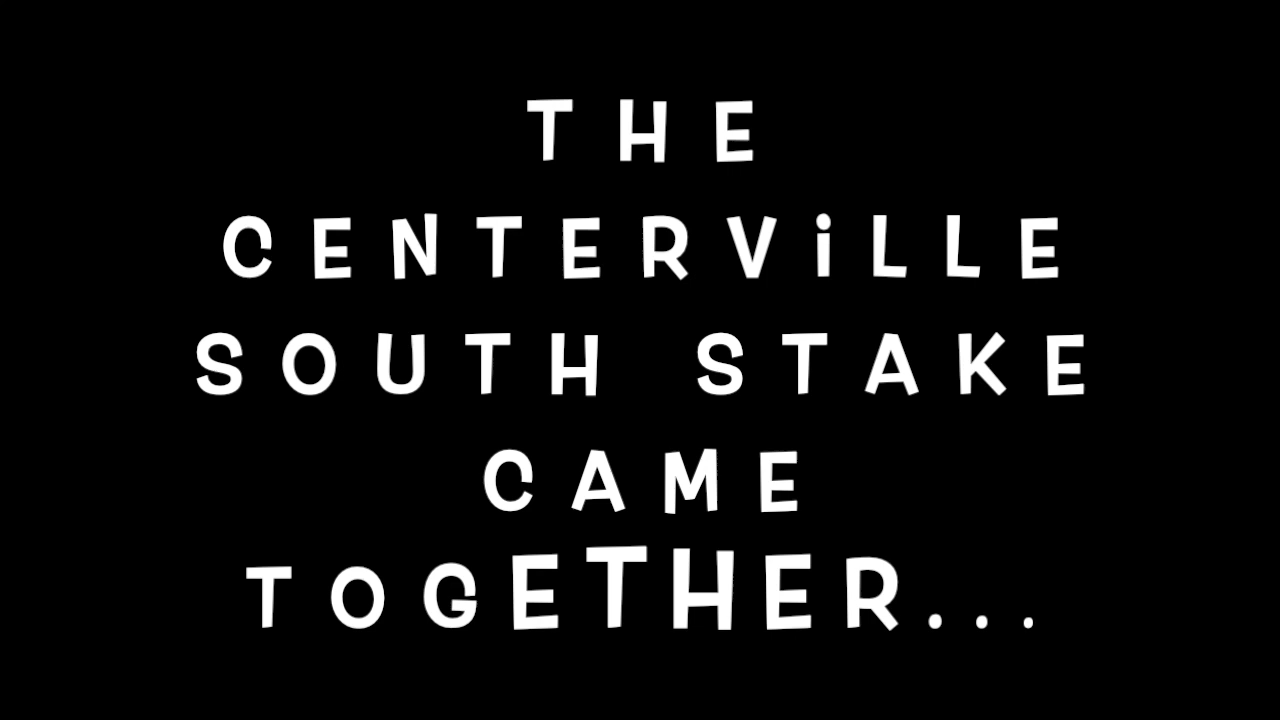 THE
CENTERViLLE
SOUTH STAKE
CAME
TOGETHER...